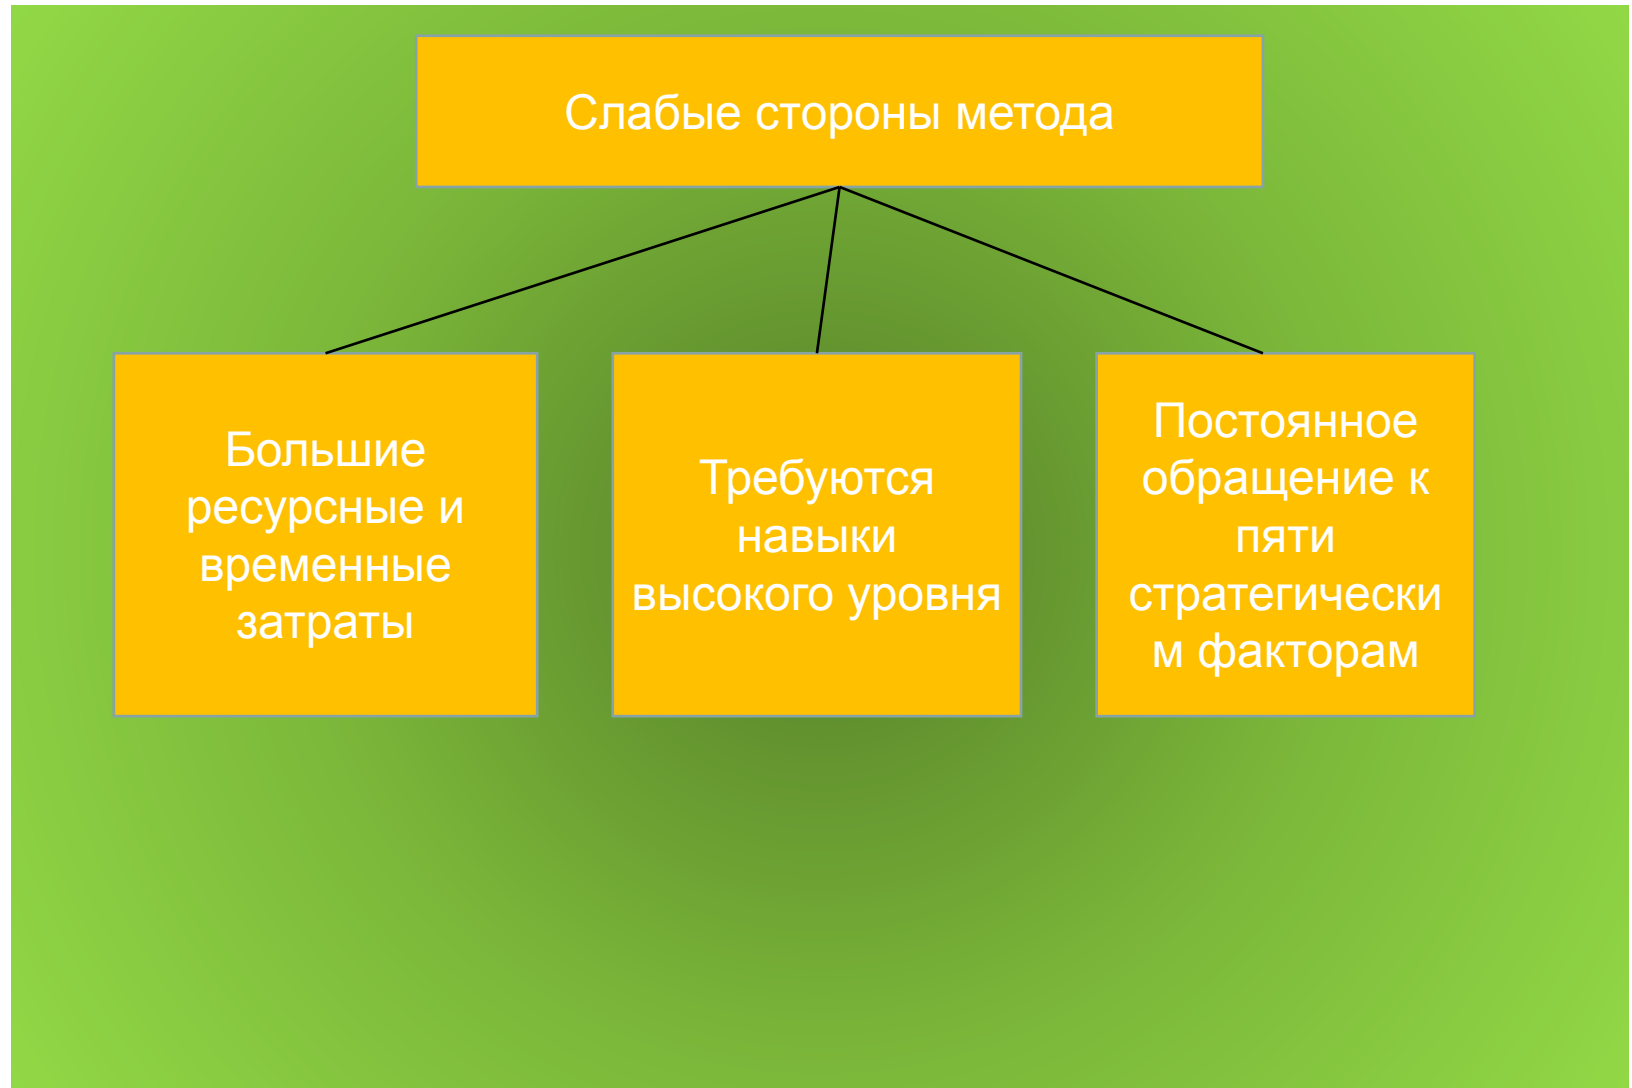 Слабые стороны метода
Большие
ресурсные и
временные
затраты
Требуются
навыки
высокого уровня
Постоянное
обращение к
пяти
стратегически
м факторам